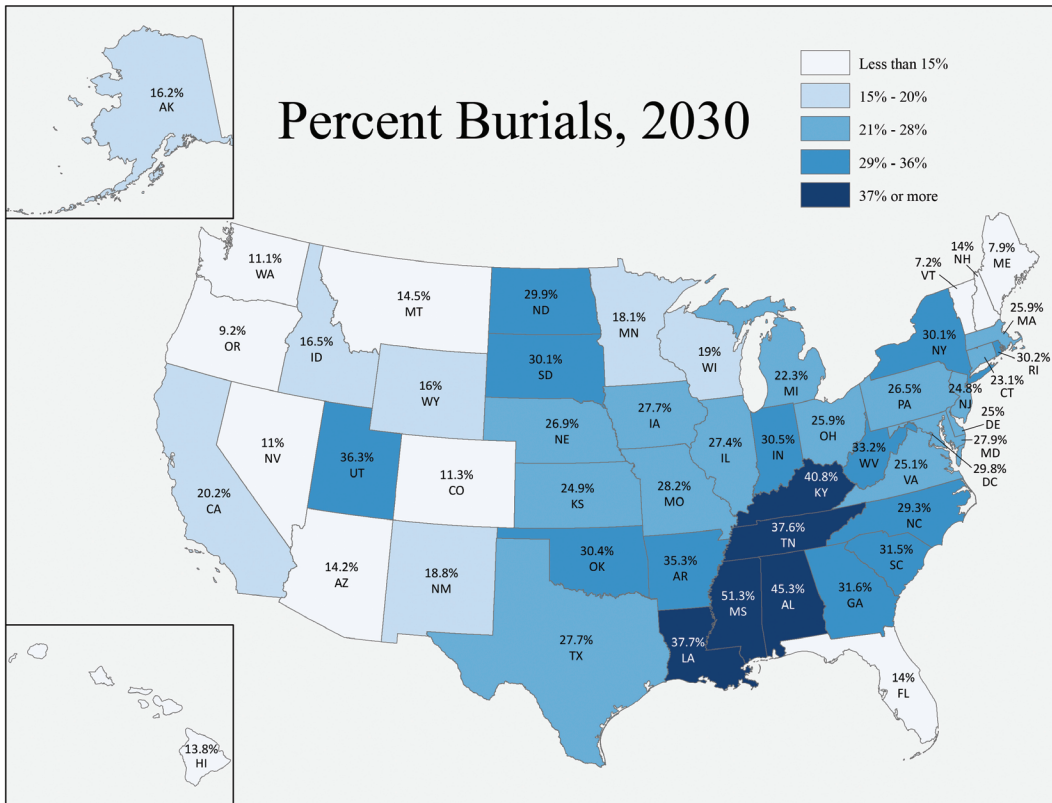 Percent Burials, 2030
Less than 15%
15% - 20%
21% - 28%
29% - 36%
37% or more
16.2%
AK
11.1%
WA
9.2%
OR
16.5%
ID
14.5%
MT
16%
WY
11%
NV
36.3%
UT
11.3%
CO
20.2%
CA
14.2%
AZ
18.8%
NM
29.9%
ND
30.1%
SD
26.9%
NE
24.9%
KS
30.4%
OK
27.7%
TX
18.1%
MN
27.7%
IA
28.2%
MO
35.3%
AR
37.7%
LA
19%
WI
27.4%
IL
22.3%
MI
30.5%
IN
25.9%
OH
40.8%
KY
37.6%
TN
51.3%
MS
45.3%
AL
31.6%
GA
14%
FL
31.5%
SC
29.3%
NC
25.1%
VA
33.2%
WV
26.5%
PA
30.1%
NY
7.2%
VT
14%
NH
7.9%
ME
25.9%
MA
30.2%
RI
23.1%
CT
24.8%
NJ
25%
DE
27.9%
MD
29.8%
DC
13.8%
HI